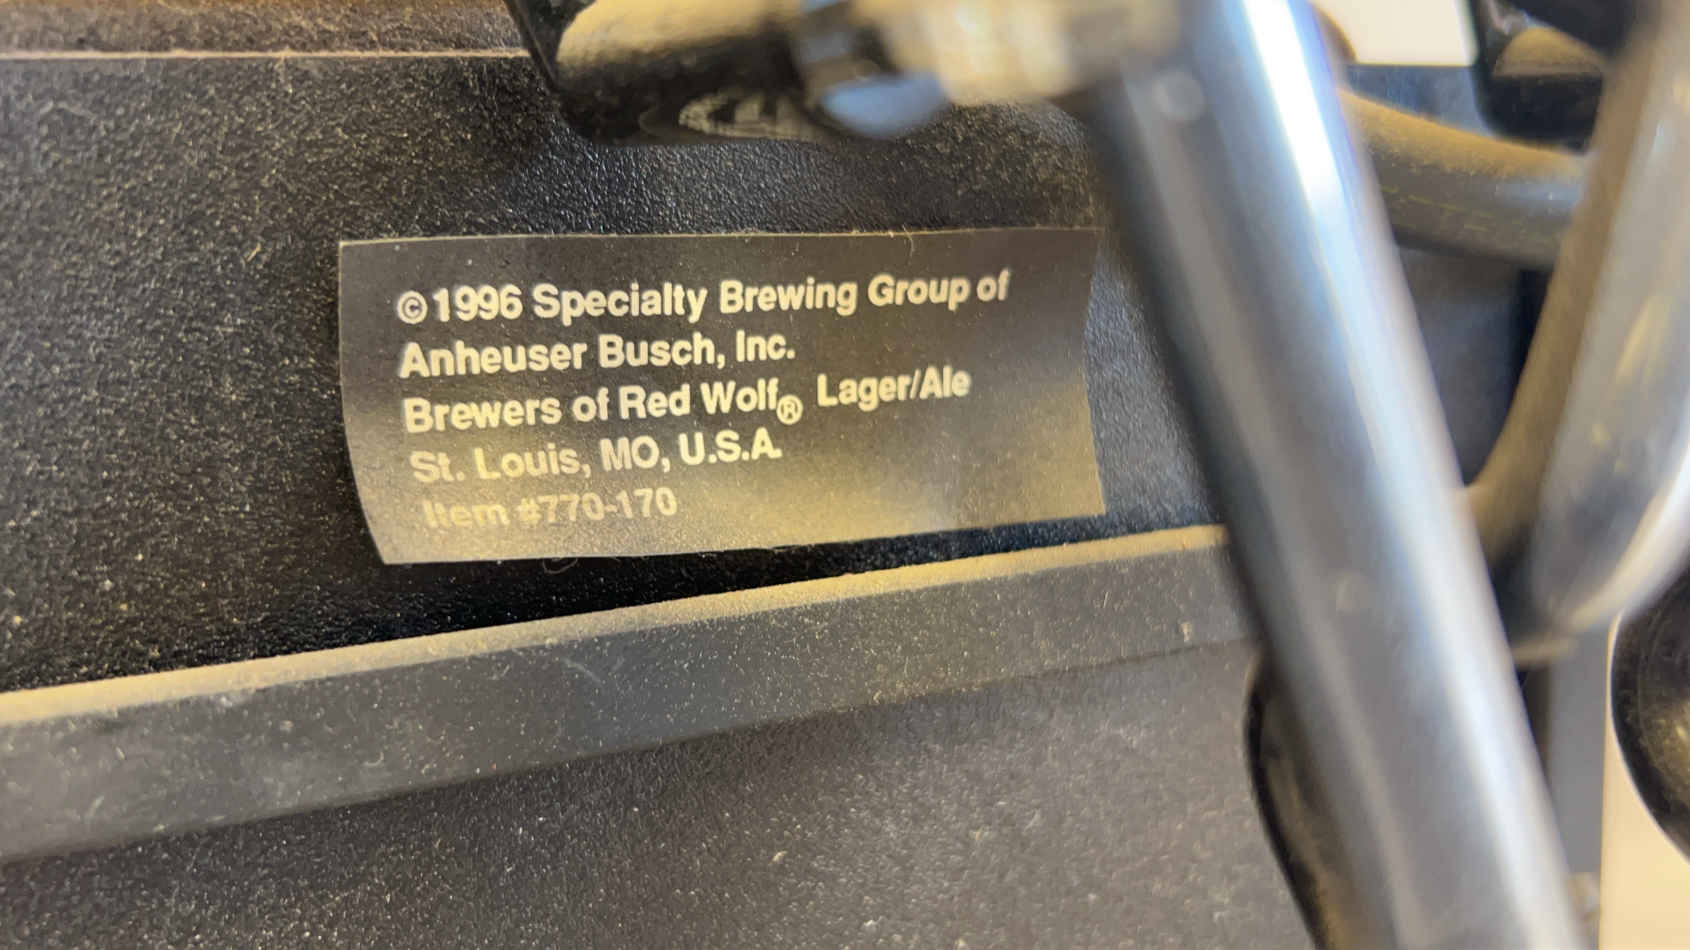 ©1996 Specialty Brewing Group of
Anheuser Busch, Inc.
Brewers of Red Wolf® Lager/Ale
St. Louis, MO, U.S.A.
Item #770-170